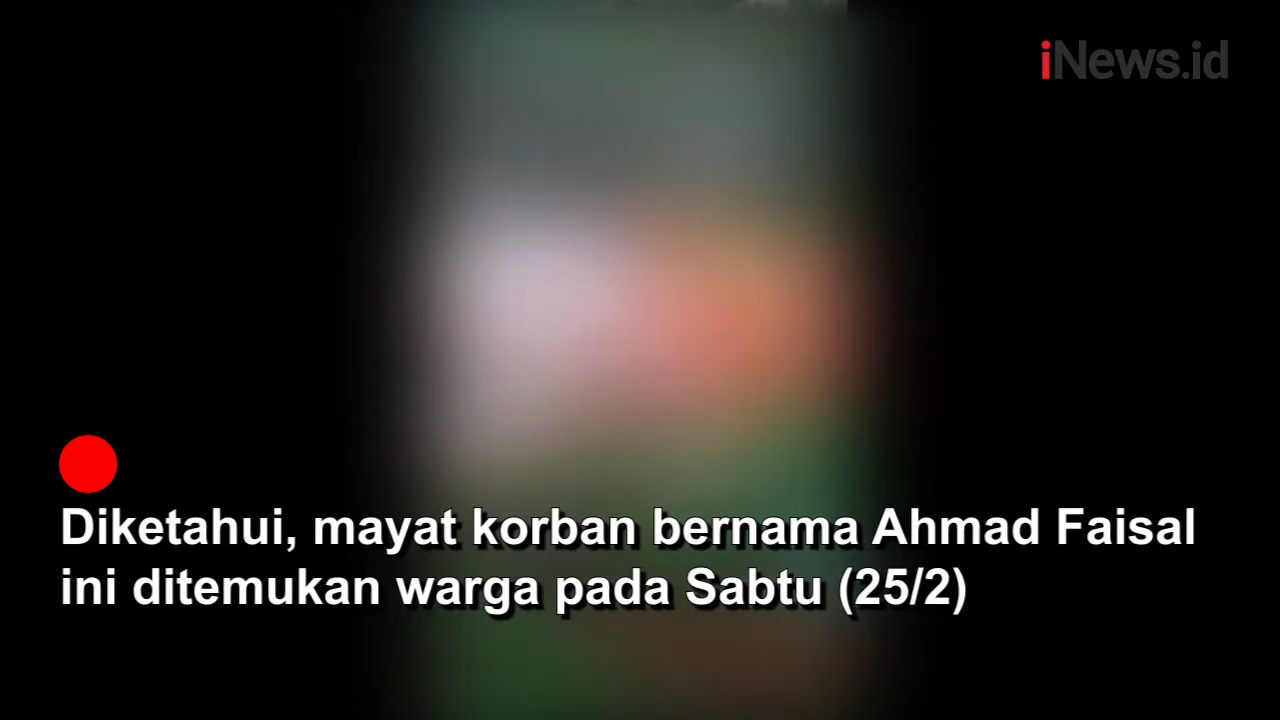 iNews.id
Diketahui, mayat korban bernama Ahmad Faisal
ini ditemukan warga pada Sabtu (25/2)